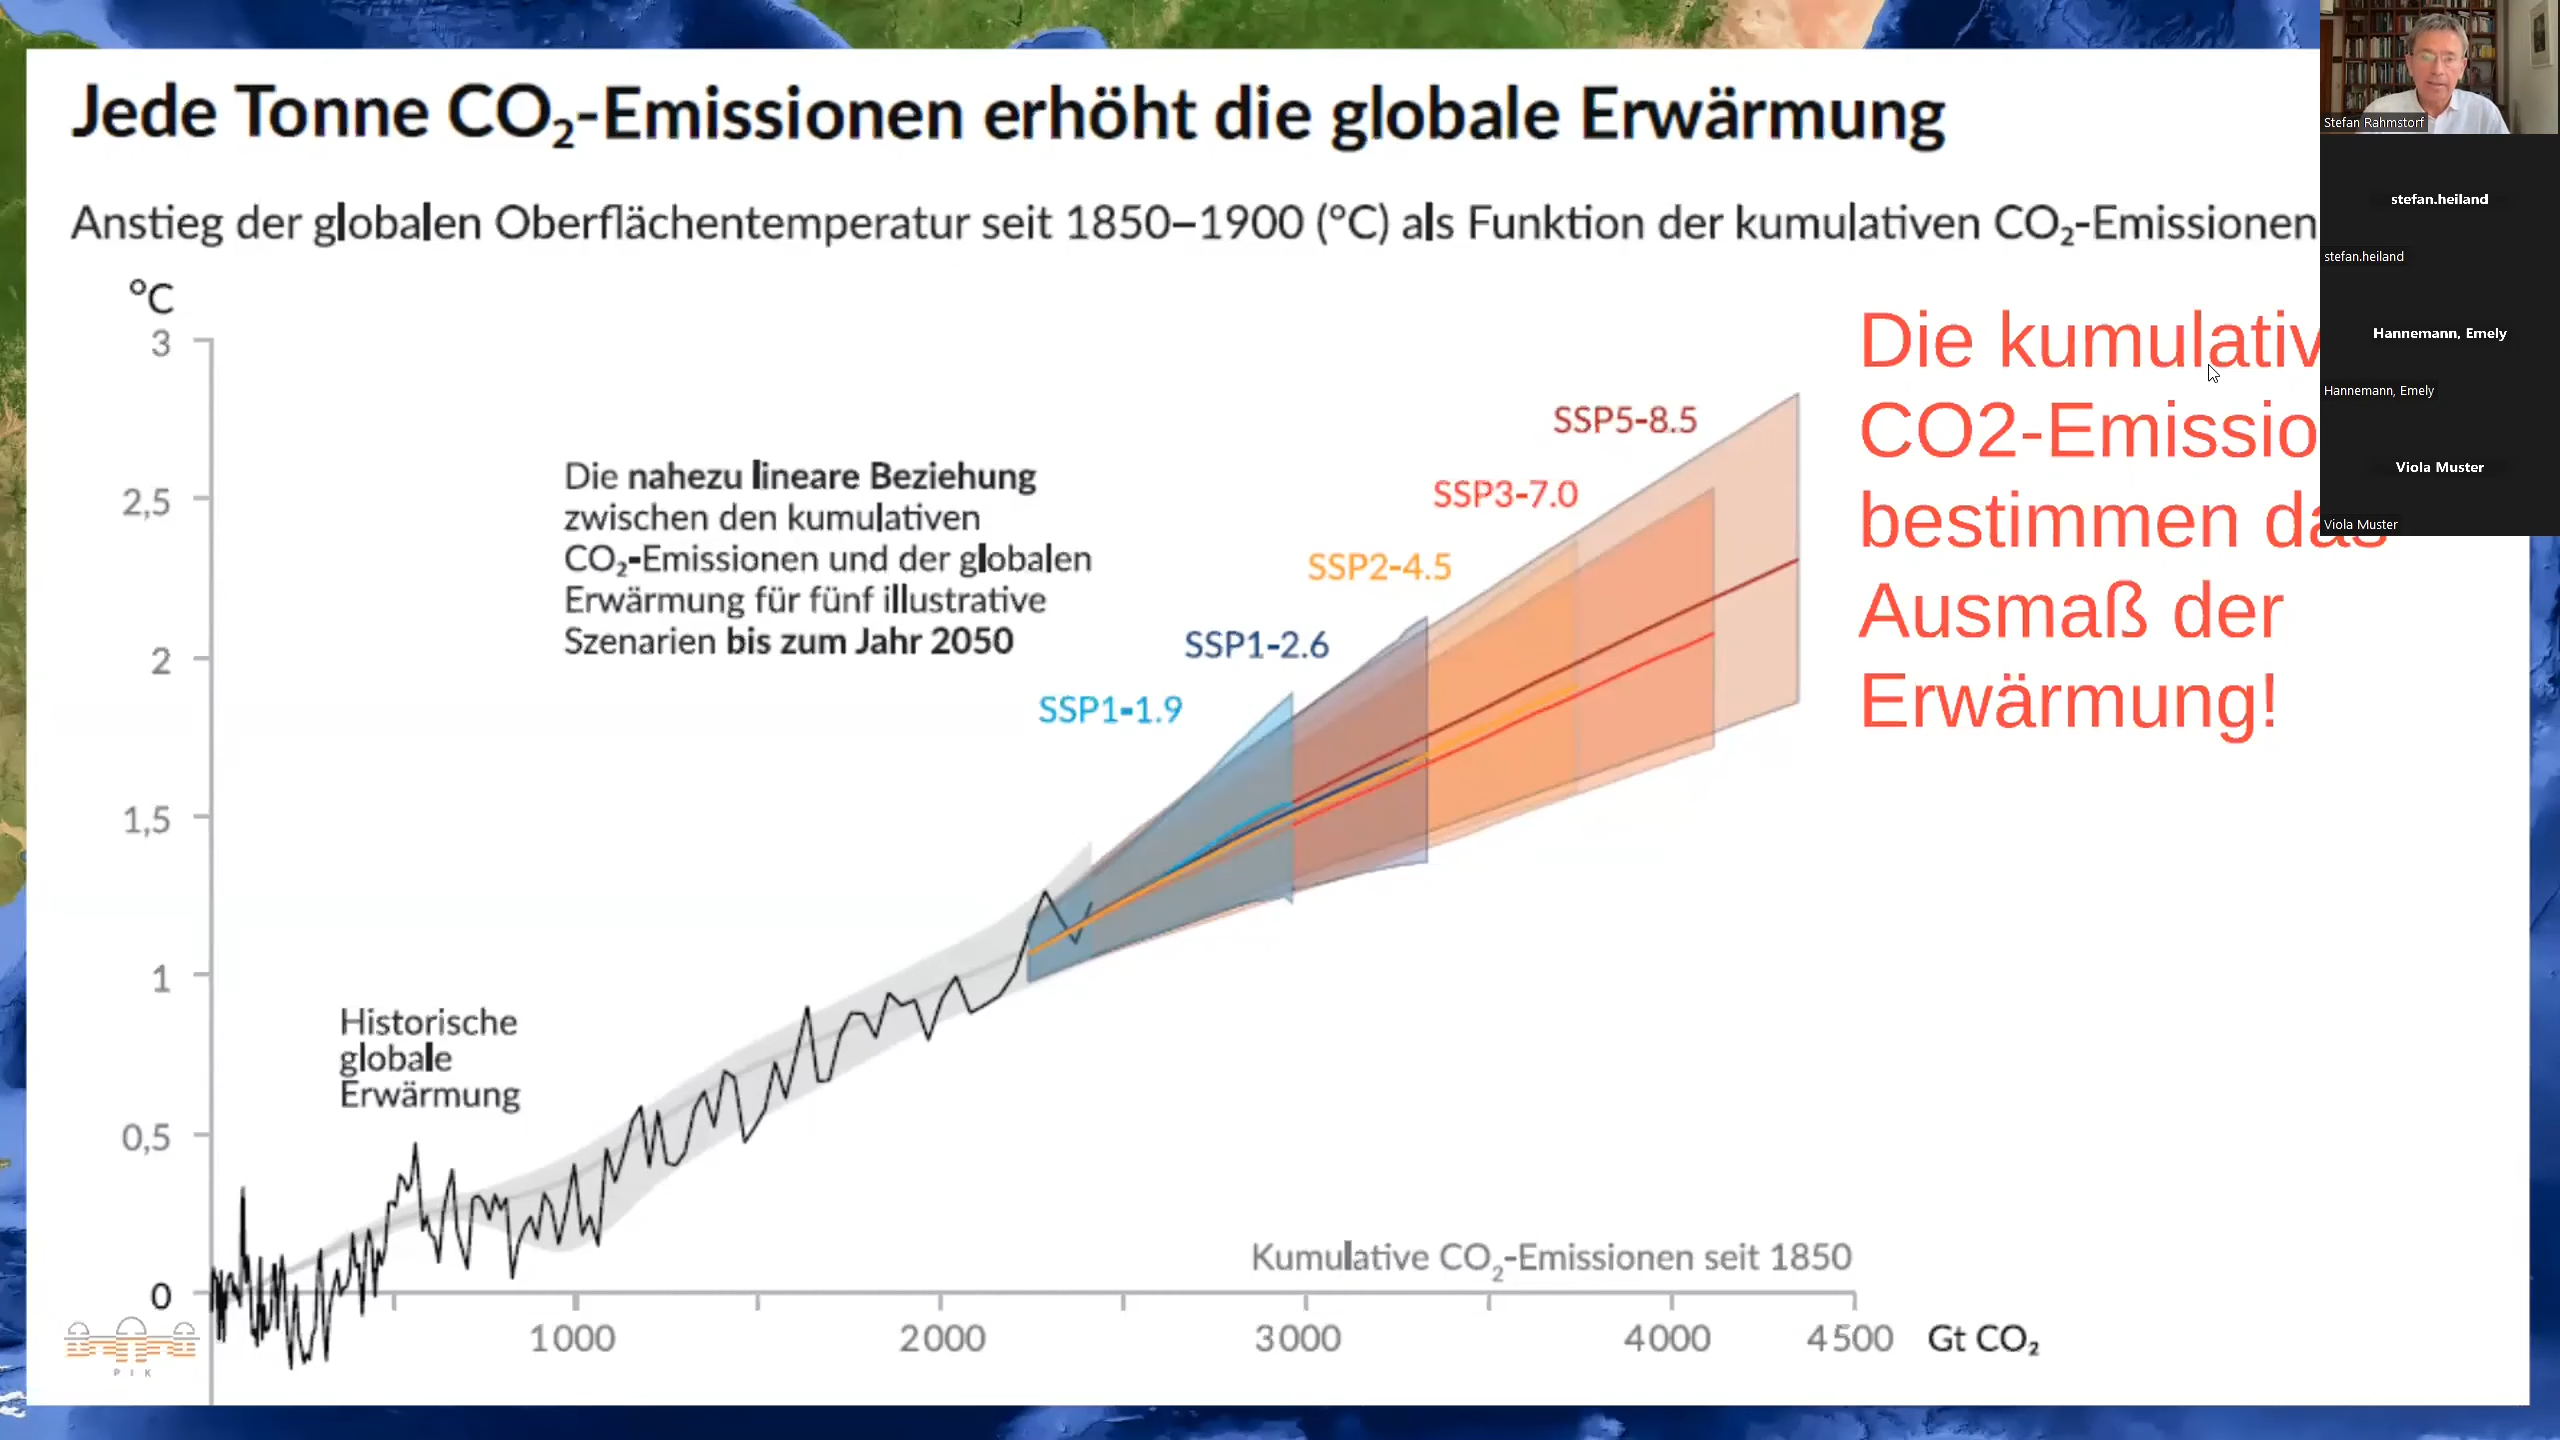 Jede Tonne CO₂-Emissionen erhöht die globale Erwärmung
Anstieg der globalen Oberflächentemperatur seit 1850–1900 (°C) als Funktion der kumulativen CO₂-Emissionen
°C
3
2,5
2
1,5
1
0,5
0
Die nahezu lineare Beziehung
zwischen den kumulativen
CO₂-Emissionen und der globalen
Erwärmung für fünf illustrative
Szenarien bis zum Jahr 2050
SSP5-8.5
SSP3-7.0
SSP2-4.5
SSP1-2.6
SSP1-1.9
Historische
globale
Erwärmung
Kumulative CO₂-Emissionen seit 1850
1000
2000
3000
4000
4500
Gt CO₂
PIK
Die kumulativ
CO2-Emissio
bestimmen das
Ausmaß der
Erwärmung!
Stefan Rahmstorf
stefan.heiland
stefan.heiland
Hannemann, Emely
Hannemann, Emely
Viola Muster
Viola Muster